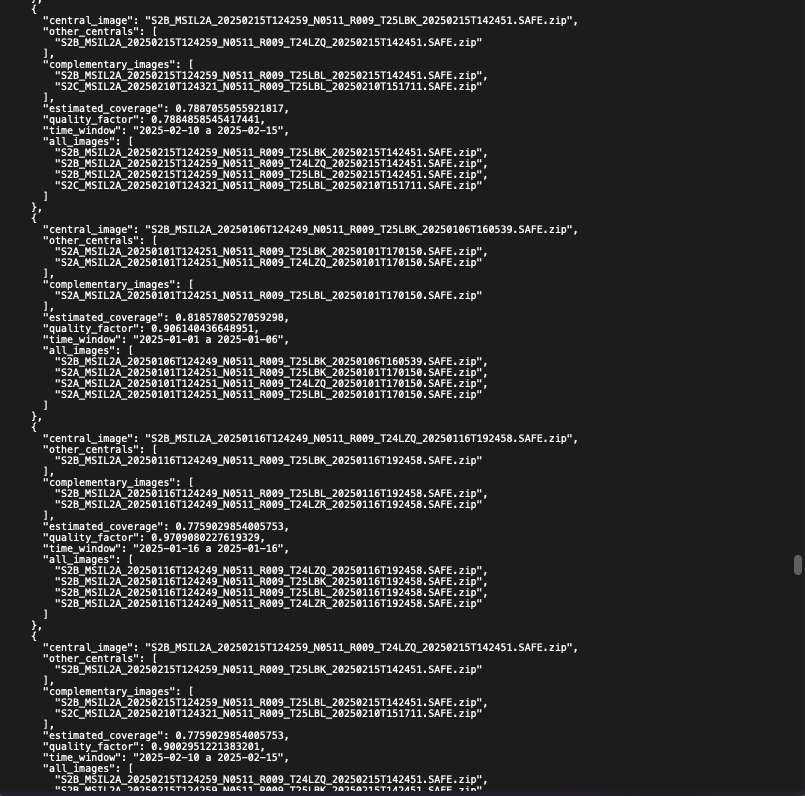 },
{
"central_image": "S2B_MSIL2A_20250215T124259_N0511_R009_T25LBK_20250215T142451.SAFE.zip",
"other_centrals": [
"S2B_MSIL2A_20250215T124259_N0511_R009_T24LZQ_20250215T142451.SAFE.zip"
],
"complementary_images": [
"S2B_MSIL2A_20250215T124259_N0511_R009_T25LBL_20250215T142451.SAFE.zip",
"S2C_MSIL2A_20250210T124321_N0511_R009_T25LBL_20250210T151711.SAFE.zip"
],
"estimated_coverage": 0.7887055055921817,
"quality_factor": 0.7884858545417441,
"time_window": "2025-02-10 a 2025-02-15",
"all_images": [
"S2B_MSIL2A_20250215T124259_N0511_R009_T25LBK_20250215T142451.SAFE.zip",
"S2B_MSIL2A_20250215T124259_N0511_R009_T24LZQ_20250215T142451.SAFE.zip",
"S2B_MSIL2A_20250215T124259_N0511_R009_T25LBL_20250215T142451.SAFE.zip",
"S2C_MSIL2A_20250210T124321_N0511_R009_T25LBL_20250210T151711.SAFE.zip"
]
},
{
"central_image": "S2B_MSIL2A_20250106T124249_N0511_R009_T25LBK_20250106T160539.SAFE.zip",
"other_centrals": [
"S2A_MSIL2A_20250101T124251_N0511_R009_T25LBK_20250101T170150.SAFE.zip",
"S2A_MSIL2A_20250101T124251_N0511_R009_T24LZQ_20250101T170150.SAFE.zip"
],
"complementary_images": [
"S2A_MSIL2A_20250101T124251_N0511_R009_T25LBL_20250101T170150.SAFE.zip"
],
"estimated_coverage": 0.8185780527059298,
"quality_factor": 0.906140436648951,
"time_window": "2025-01-01 a 2025-01-06",
"all_images": [
"S2B_MSIL2A_20250106T124249_N0511_R009_T25LBK_20250106T160539.SAFE.zip",
"S2A_MSIL2A_20250101T124251_N0511_R009_T25LBK_20250101T170150.SAFE.zip",
"S2A_MSIL2A_20250101T124251_N0511_R009_T24LZQ_20250101T170150.SAFE.zip",
"S2A_MSIL2A_20250101T124251_N0511_R009_T25LBL_20250101T170150.SAFE.zip"
]
},
{
"central_image": "S2B_MSIL2A_20250116T124249_N0511_R009_T24LZQ_20250116T192458.SAFE.zip",
"other_centrals": [
"S2B_MSIL2A_20250116T124249_N0511_R009_T25LBK_20250116T192458.SAFE.zip"
],
"complementary_images": [
"S2B_MSIL2A_20250116T124249_N0511_R009_T25LBL_20250116T192458.SAFE.zip",
"S2B_MSIL2A_20250116T124249_N0511_R009_T24LZR_20250116T192458.SAFE.zip"
],
"estimated_coverage": 0.7759029854005753,
"quality_factor": 0.9709080227619329,
"time_window": "2025-01-16 a 2025-01-16",
"all_images": [
"S2B_MSIL2A_20250116T124249_N0511_R009_T24LZQ_20250116T192458.SAFE.zip",
"S2B_MSIL2A_20250116T124249_N0511_R009_T25LBK_20250116T192458.SAFE.zip",
"S2B_MSIL2A_20250116T124249_N0511_R009_T25LBL_20250116T192458.SAFE.zip",
"S2B_MSIL2A_20250116T124249_N0511_R009_T24LZR_20250116T192458.SAFE.zip"
]
},
{
"central_image": "S2B_MSIL2A_20250215T124259_N0511_R009_T24LZQ_20250215T142451.SAFE.zip",
"other_centrals": [
"S2B_MSIL2A_20250215T124259_N0511_R009_T25LBK_20250215T142451.SAFE.zip"
],
"complementary_images": [
"S2B_MSIL2A_20250215T124259_N0511_R009_T25LBL_20250215T142451.SAFE.zip",
"S2C_MSIL2A_20250210T124321_N0511_R009_T25LBL_20250210T151711.SAFE.zip"
],
"estimated_coverage": 0.7759029854005753,
"quality_factor": 0.9002951221383201,
"time_window": "2025-02-10 a 2025-02-15",
"all_images": [
"S2B_MSIL2A_20250215T124259_N0511_R009_T24LZQ_20250215T142451.SAFE.zip",
"S2B_MSIL2A_20250215T124259_N0511_R009_T25LBK_20250215T142451.SAFE.zip",